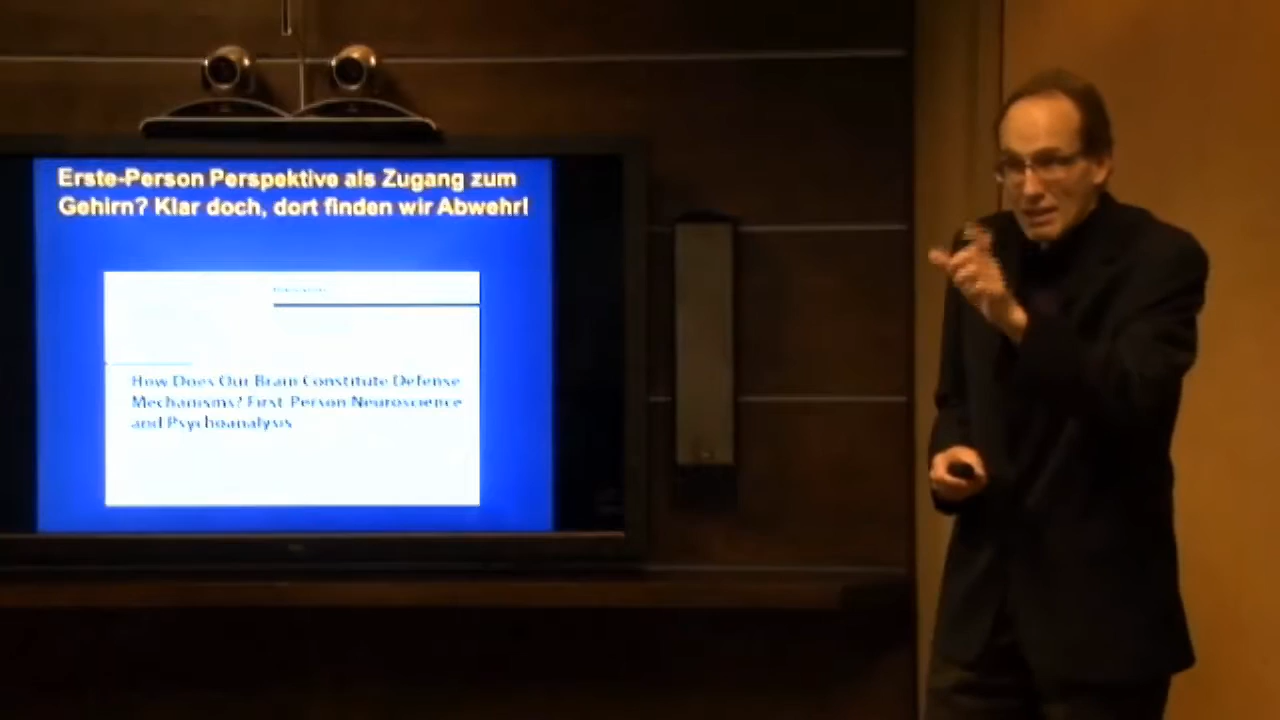 Erste-Person Perspektive als Zugang zum
Gehirn? Klar doch, dort finden wir Abwehr!
How Does Our Brain Constitute Defense
Mechanisms? First-Person Neuroscience
and Psychoanalysis